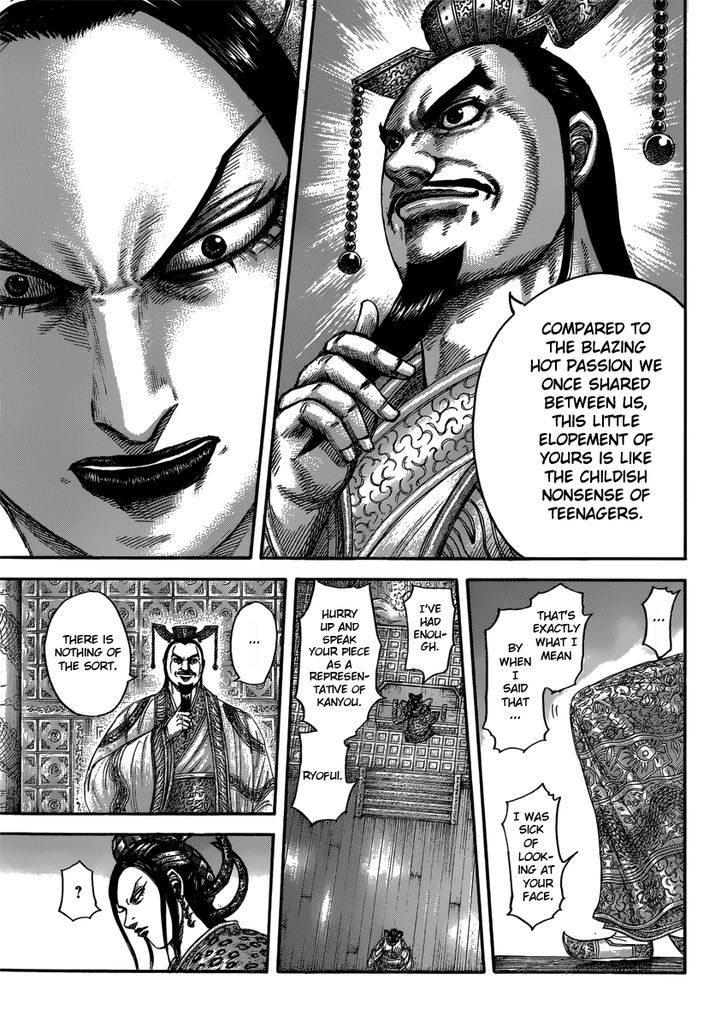 COMPARED TO
THE BLAZING
HOT PASSION WE
ONCE SHARED
BETWEEN US,
THIS LITTLE
ELOPEMENT OF
YOURS IS LIKE
THE CHILDISH
NONSENSE OF
TEENAGERS.
...
THAT'S
EXACTLY
WHAT I
MEAN
BY
WHEN I
SAID
THAT
...
I WAS
SICK
OF
LOOK-
ING AT
YOUR
FACE.
I'VE
HAD
ENOU-
GH.
HURRY
UP AND
SPEAK
YOUR PIECE
AS A
REPRESEN-
TATIVE OF
KANYOU.
RYOFUI.
...
THERE IS
NOTHING OF
THE SORT.
?